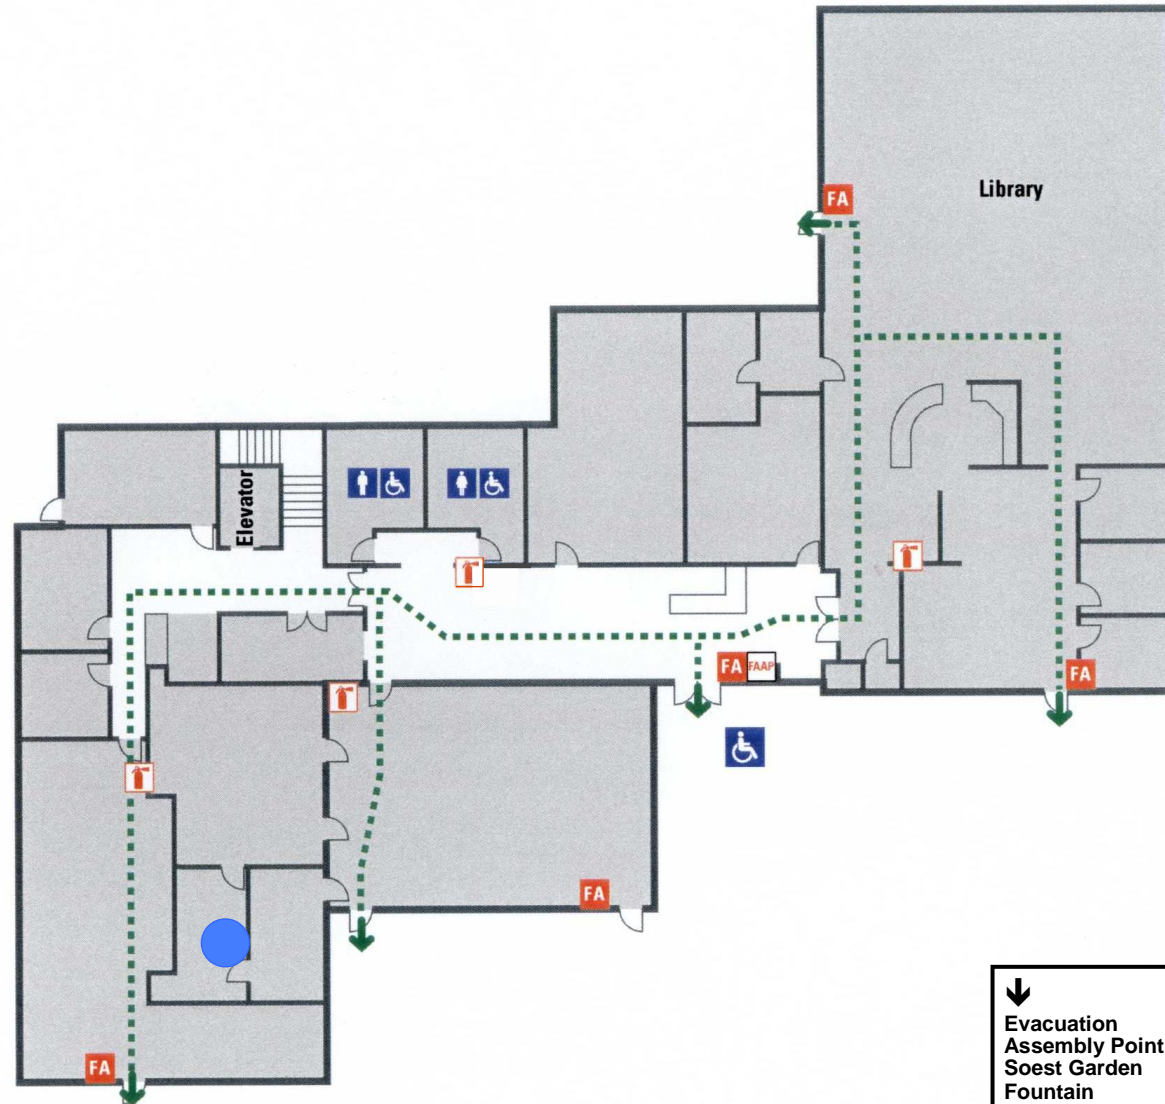 FA
Library
Elevator
FA
FAAP
FA
FA
FA
Evacuation
Assembly Point
Soest Garden
Fountain